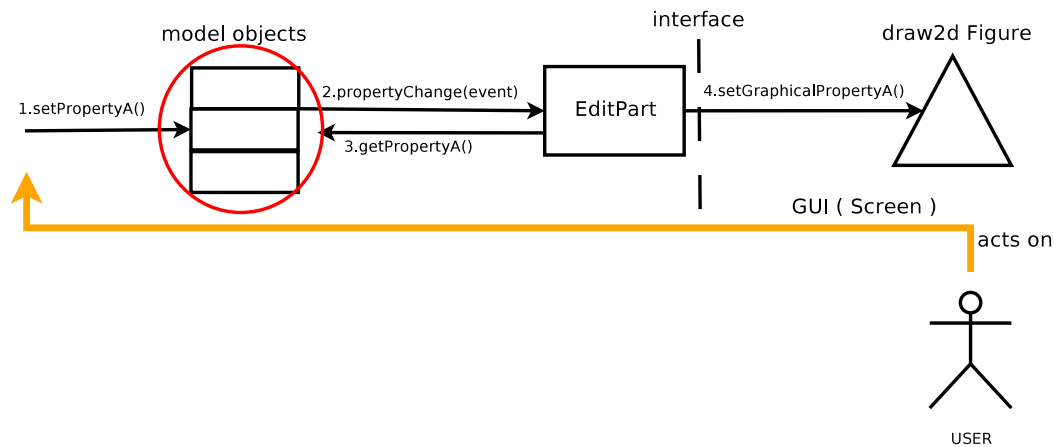 interface
model objects
draw2d Figure
1.setPropertyA()
2.propertyChange(event)
EditPart
4.setGraphicalPropertyA()
3.getPropertyA()
GUI ( Screen )
acts on
USER